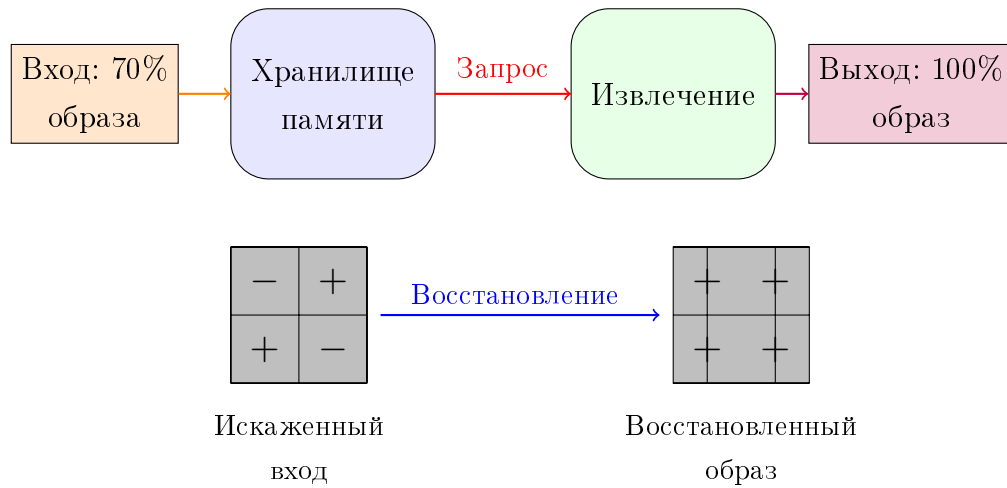 Вход: 70%
образа
Хранилище
памяти
Запрос
Извлечение
Выход: 100%
образ
− +
+ −
Восстановление
+ +
+ +
Искаженный
вход
Восстановленный
образ